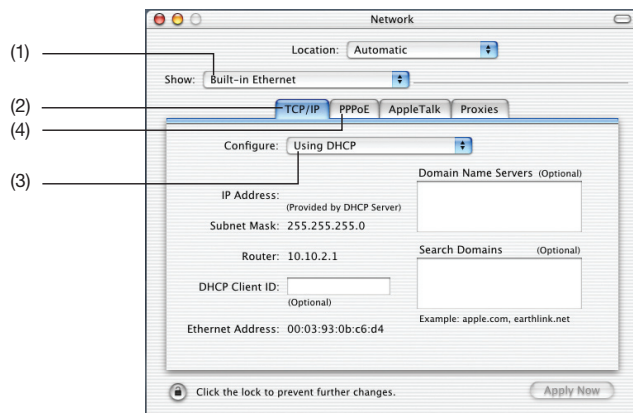 Network
Location: Automatic
(1)
Show: Built-in Ethernet
(2)
TCP/IP PPPoE AppleTalk Proxies
(4)
Configure: Using DHCP
(3)
Domain Name Servers (Optional)
IP Address:
(Provided by DHCP Server)
Subnet Mask: 255.255.255.0
Router: 10.10.2.1
Search Domains (Optional)
DHCP Client ID:
(Optional)
Example: apple.com, earthlink.net
Ethernet Address: 00:03:93:0b:c6:d4
Click the lock to prevent further changes.
Apply Now